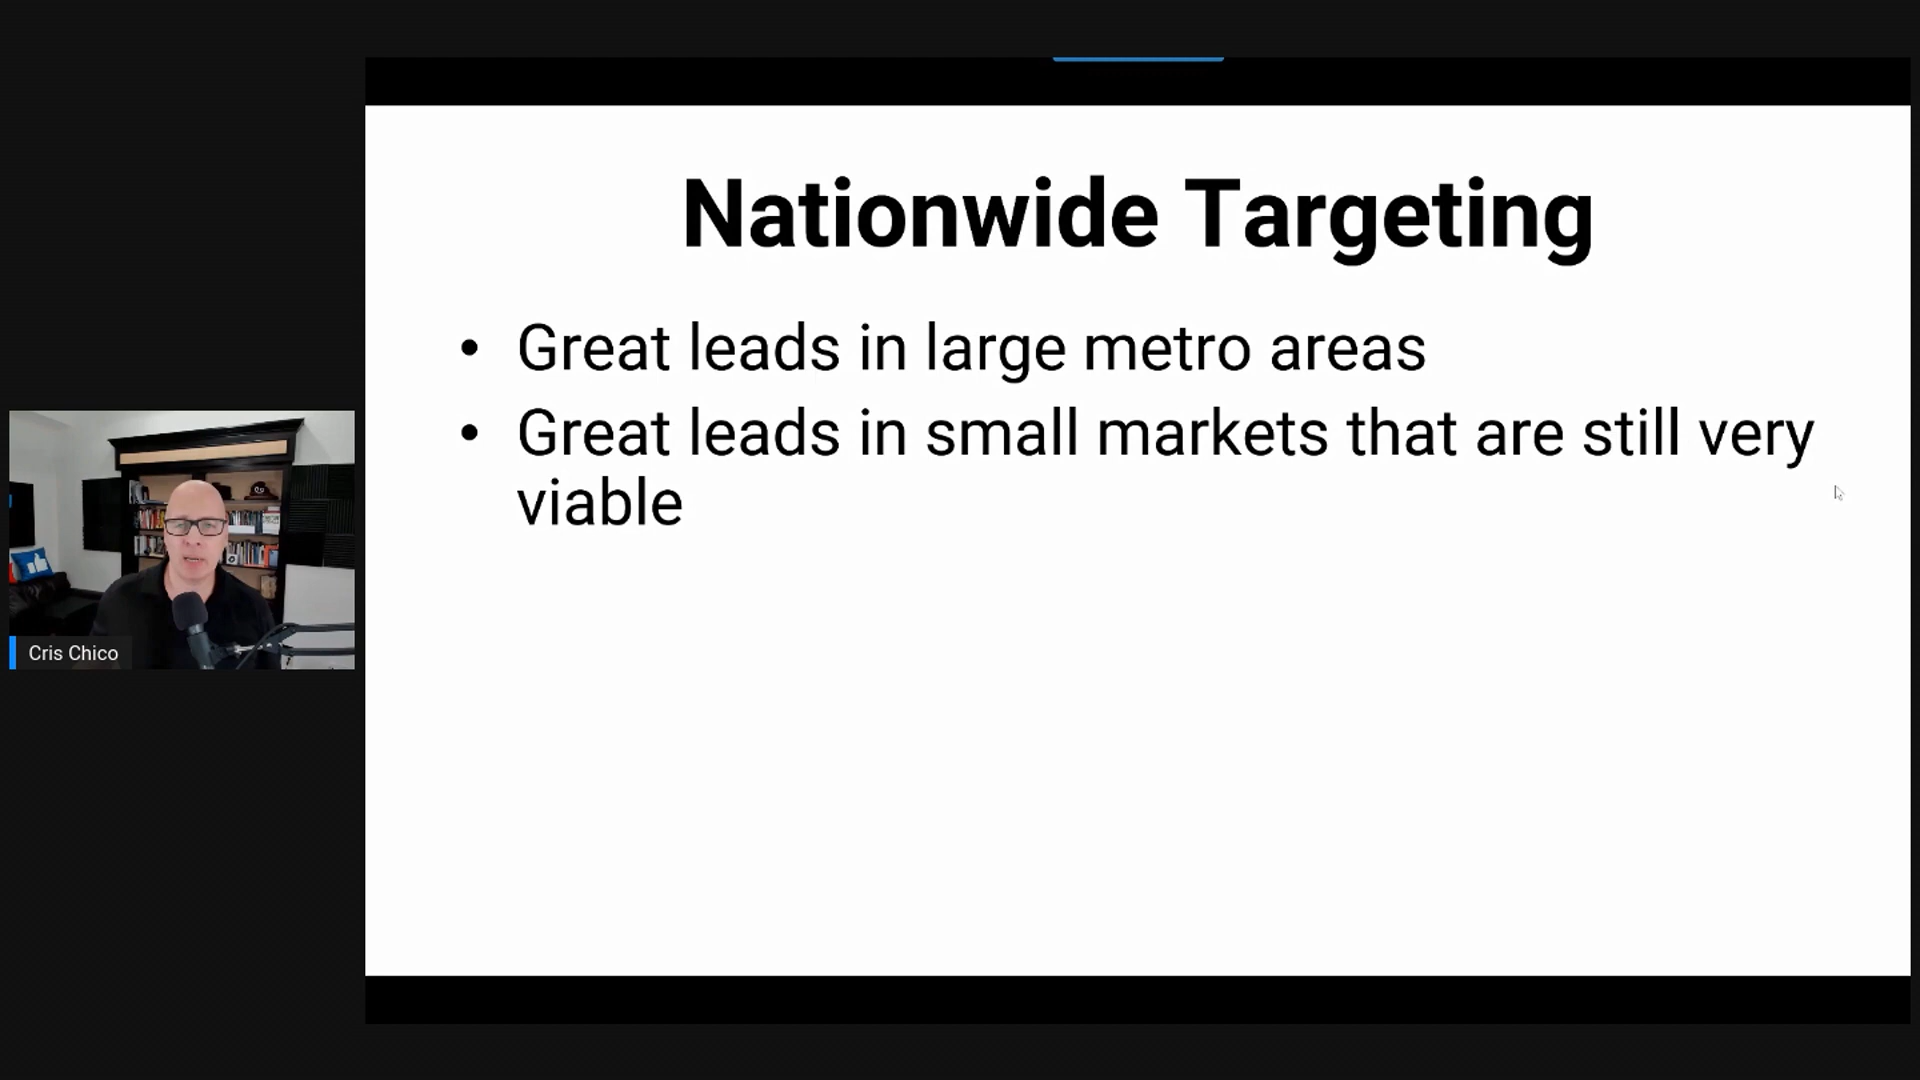 Nationwide Targeting
• Great leads in large metro areas
• Great leads in small markets that are still very
viable
Cris Chico